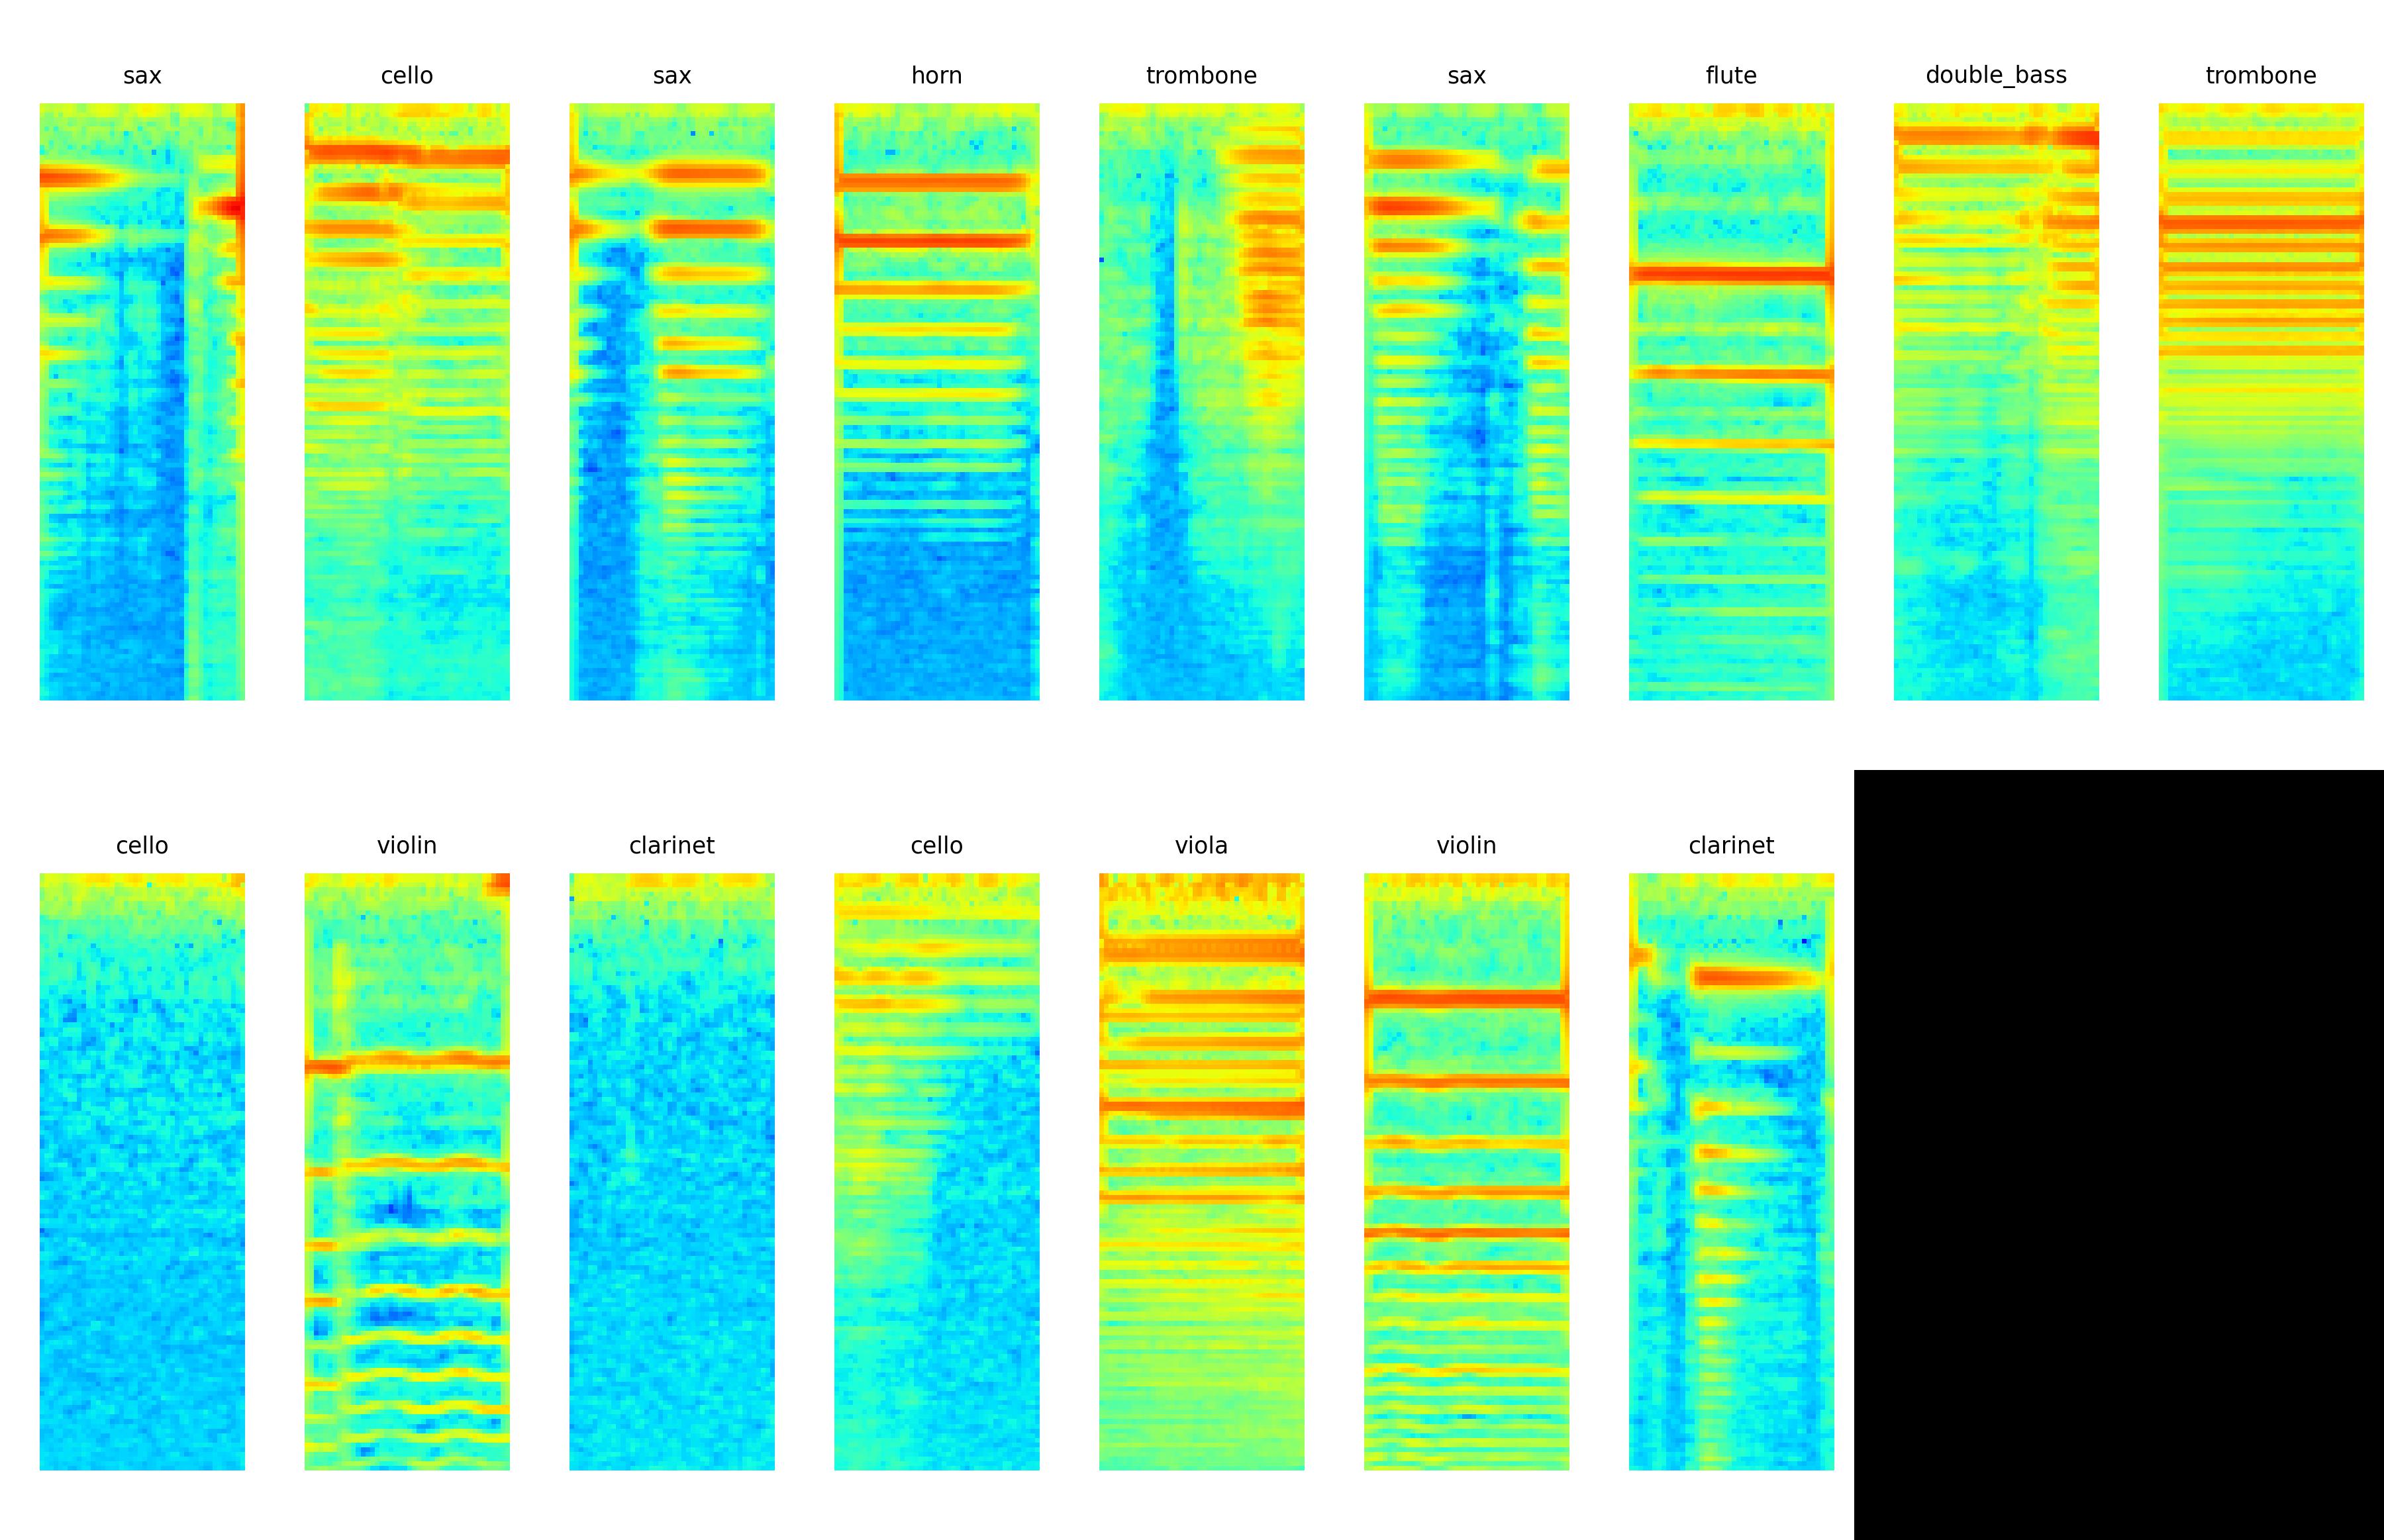 sax cello sax horn trombone sax flute double_bass trombone
cello violin clarinet cello viola violin clarinet